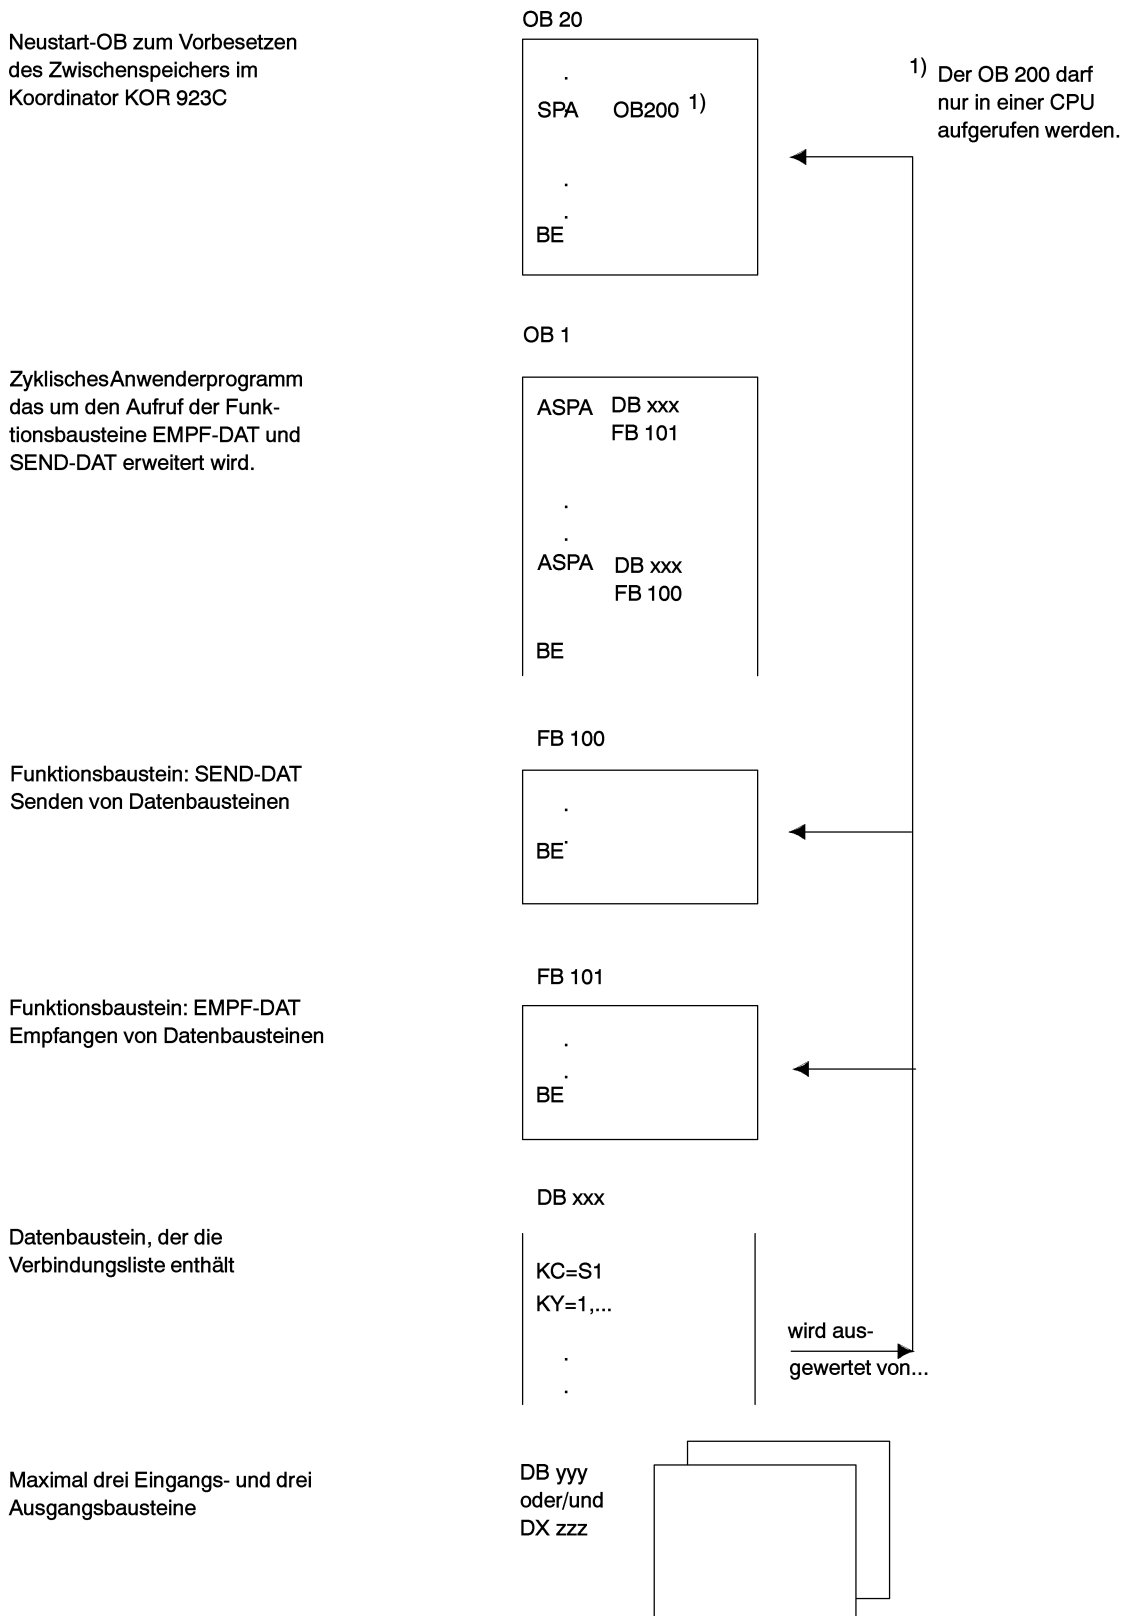 OB 20
Neustart-OB zum Vorbesetzen
des Zwischenspeichers im
Koordinator KOR 923C
.
SPA OB200 1)
.
.
BE
1) Der OB 200 darf
nur in einer CPU
aufgerufen werden.
OB 1
ZyklischesAnwenderprogramm
das um den Aufruf der Funk-
tionsbausteine EMPF-DAT und
SEND-DAT erweitert wird.
ASPA DB xxx
FB 101
.
.
ASPA DB xxx
FB 100
BE
FB 100
Funktionsbaustein: SEND-DAT
Senden von Datenbausteinen
.
.
BE
FB 101
Funktionsbaustein: EMPF-DAT
Empfangen von Datenbausteinen
.
.
BE
DB xxx
Datenbaustein, der die
Verbindungsliste enthält
KC=S1
KY=1,...
.
.
wird aus-
gewertet von...
Maximal drei Eingangs- und drei
Ausgangsbausteine
DB yyy
oder/und
DX zzz